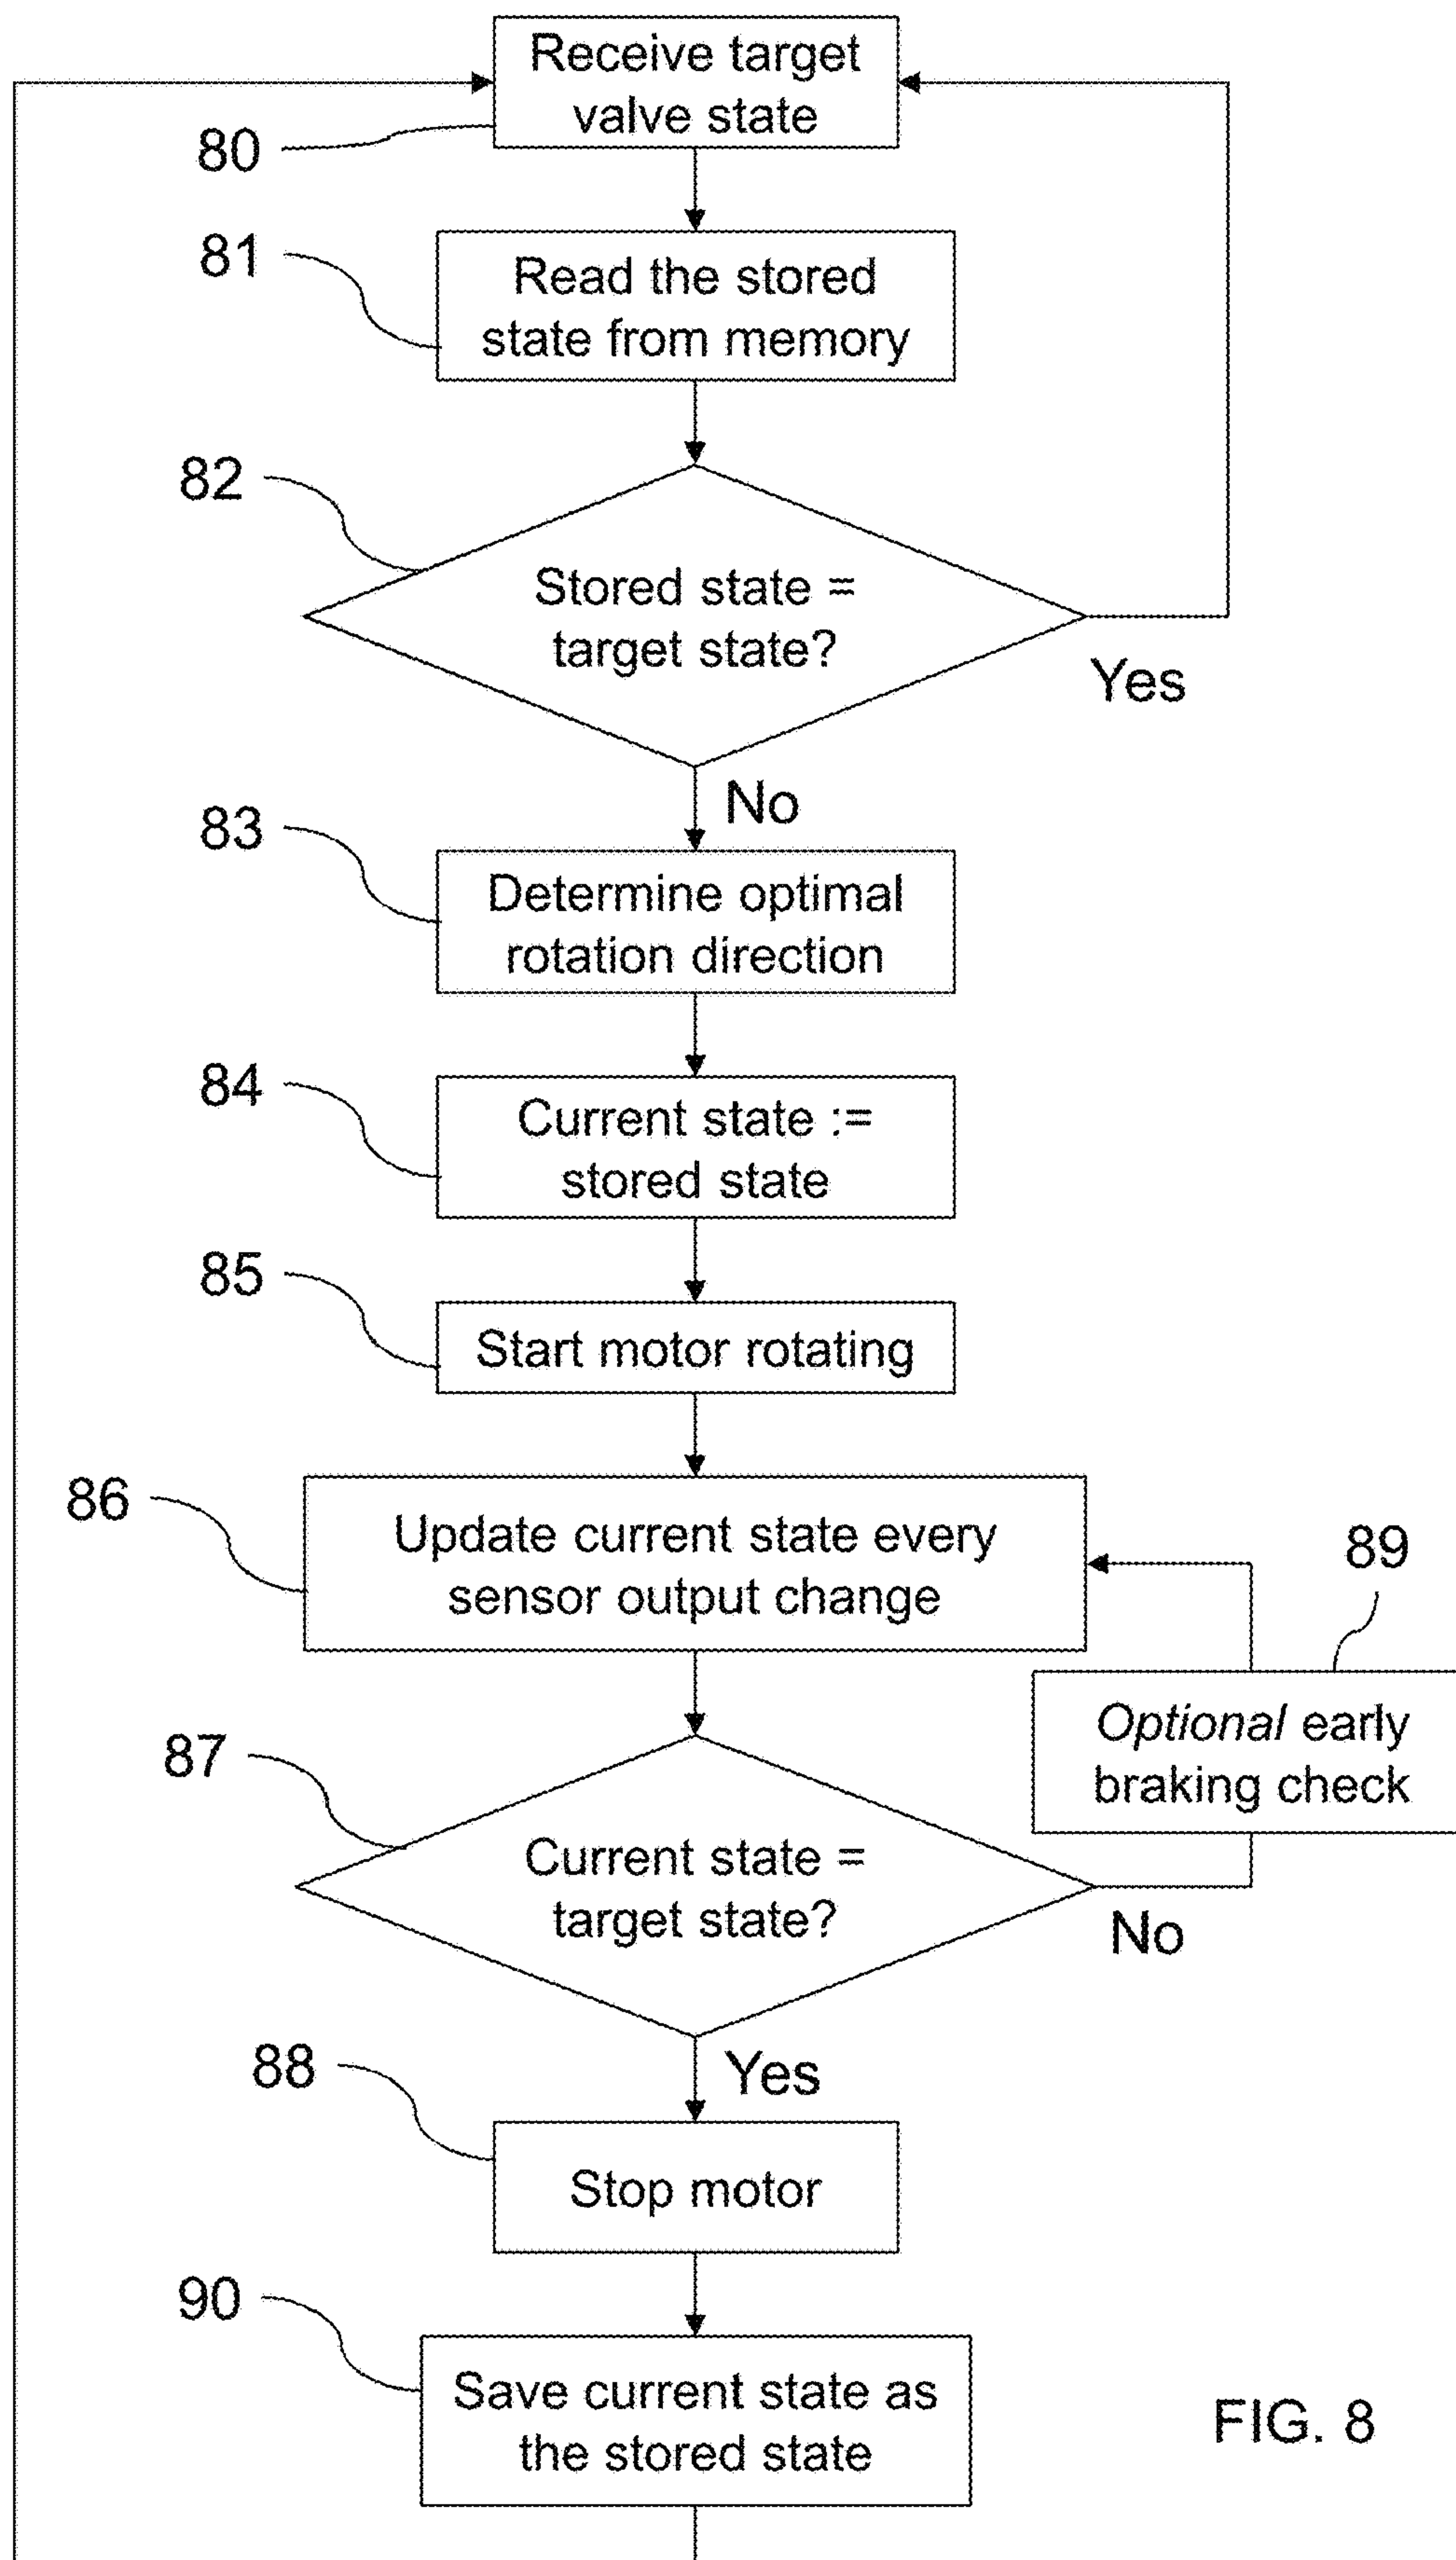 Receive target
valve state
80
81
Read the stored
state from memory
82
Stored state =
target state?
Yes
No
83
Determine optimal
rotation direction
84
Current state :=
stored state
85
Start motor rotating
86
Update current state every
sensor output change
89
Optional early
braking check
87
Current state =
target state?
No
88
Yes
Stop motor
90
Save current state as
the stored state
FIG. 8